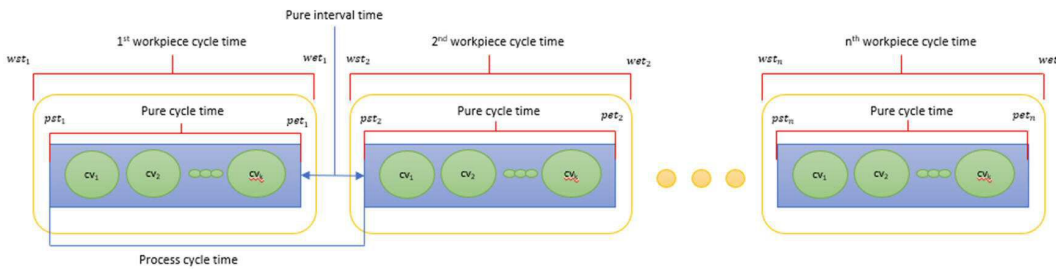 Pure interval time
1st workpiece cycle time
2nd workpiece cycle time
nth workpiece cycle time
wst1
wet1
wst2
wet2
wstn
wet
Pure cycle time
Pure cycle time
Pure cycle time
pst1
pet1
pst2
pet2
pstn
petn
cv1
cv2
cvk
cv1
cv2
cvk
cv1
cv2
cvk
Process cycle time